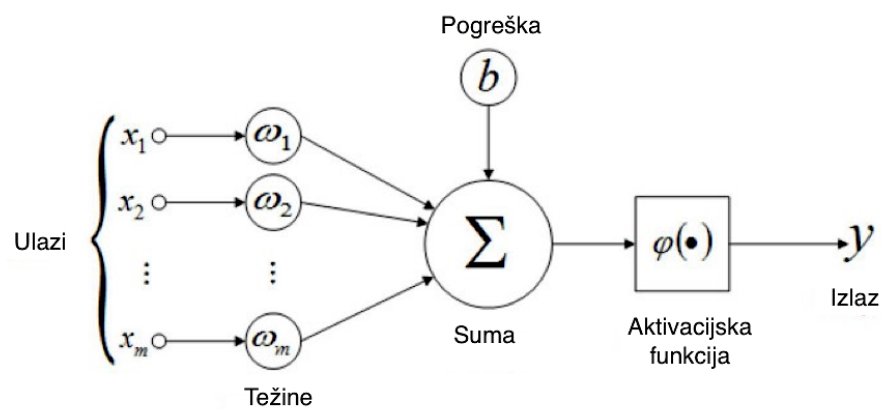 Pogreška
b
x₁ ω₁
x₂ ω₂
Ulazi
⋮ ⋮
xₘ ωₘ
Težine
Σ
Suma
φ(•)
Aktivacijska
funkcija
y
Izlaz